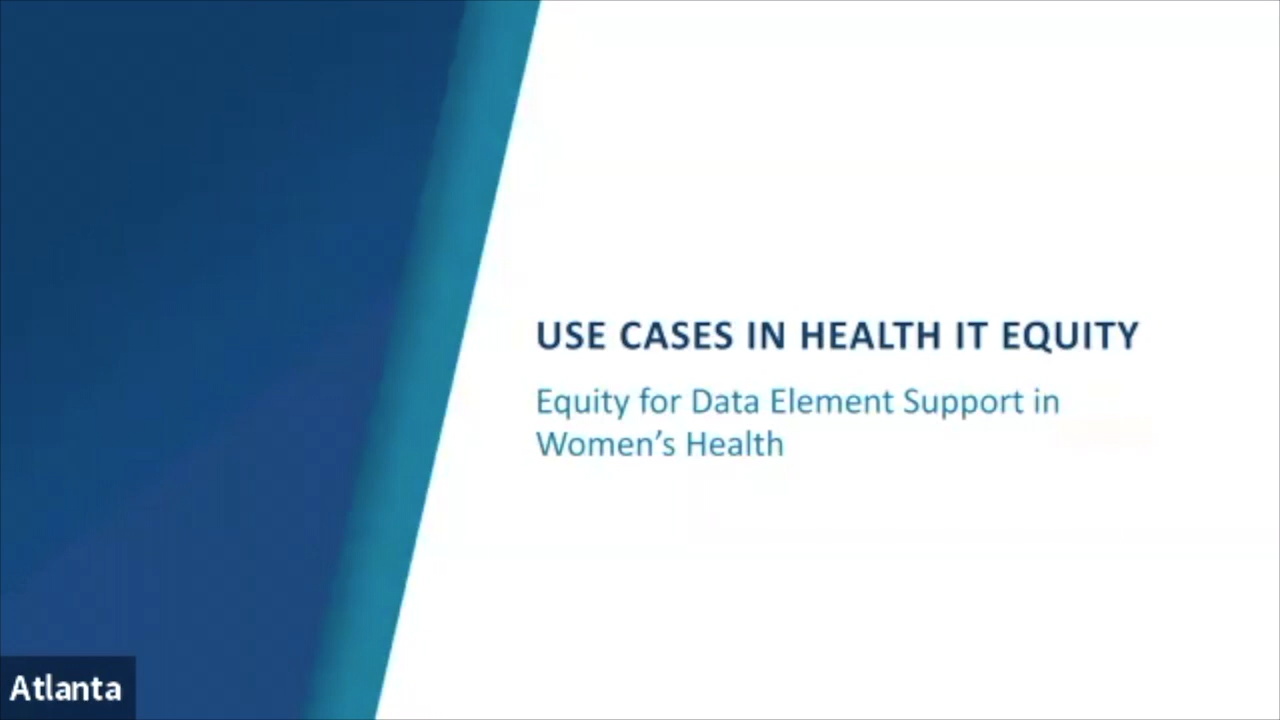 USE CASES IN HEALTH IT EQUITY
Equity for Data Element Support in
Women’s Health
Atlanta